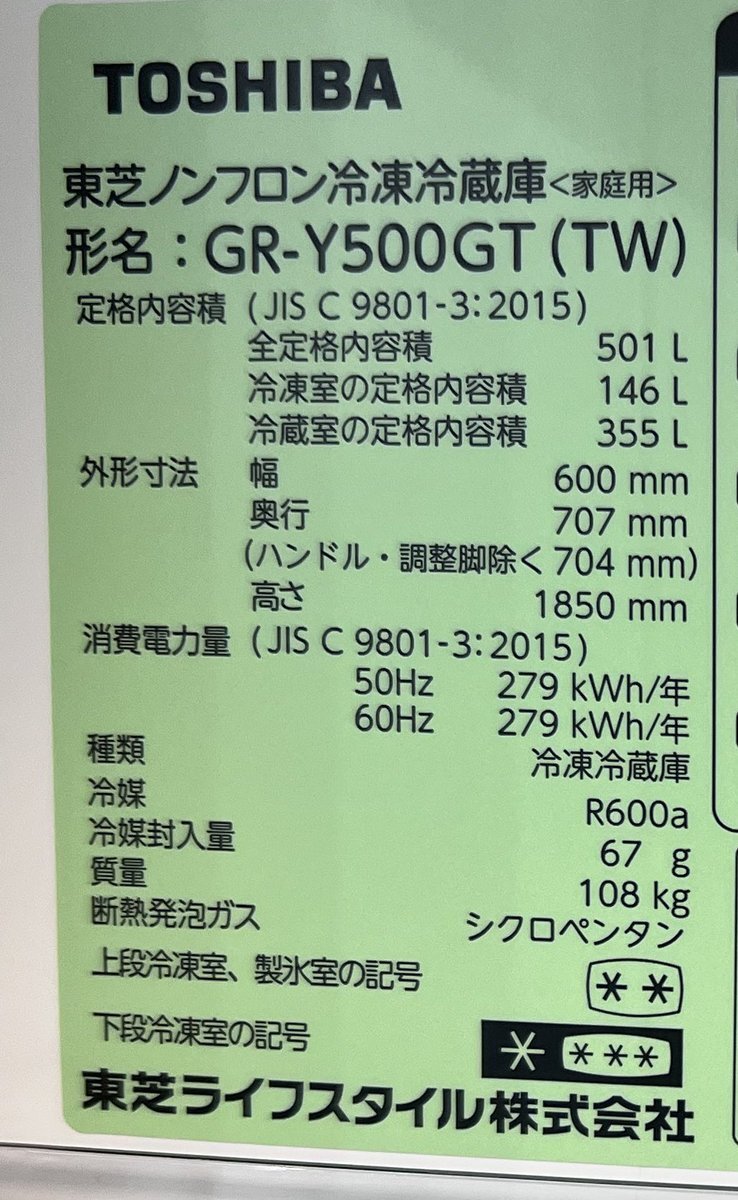 TOSHIBA
東芝ノンフロン冷凍冷蔵庫<家庭用>
形名：GR-Y500GT(TW)
定格内容積 (JIS C 9801-3:2015)
全定格内容積 501 L
冷凍室の定格内容積 146 L
冷蔵室の定格内容積 355 L
外形寸法 幅 600 mm
奥行 707 mm
(ハンドル・調整脚除く 704 mm)
高さ 1850 mm
消費電力量 (JIS C 9801-3:2015)
50Hz 279 kWh/年
60Hz 279 kWh/年
種類 冷凍冷蔵庫
冷媒 R600a
冷媒封入量 67 g
質量 108 kg
断熱発泡ガス シクロペンタン
上段冷凍室、製氷室の記号 **
下段冷凍室の記号 * ***
東芝ライフスタイル株式会社